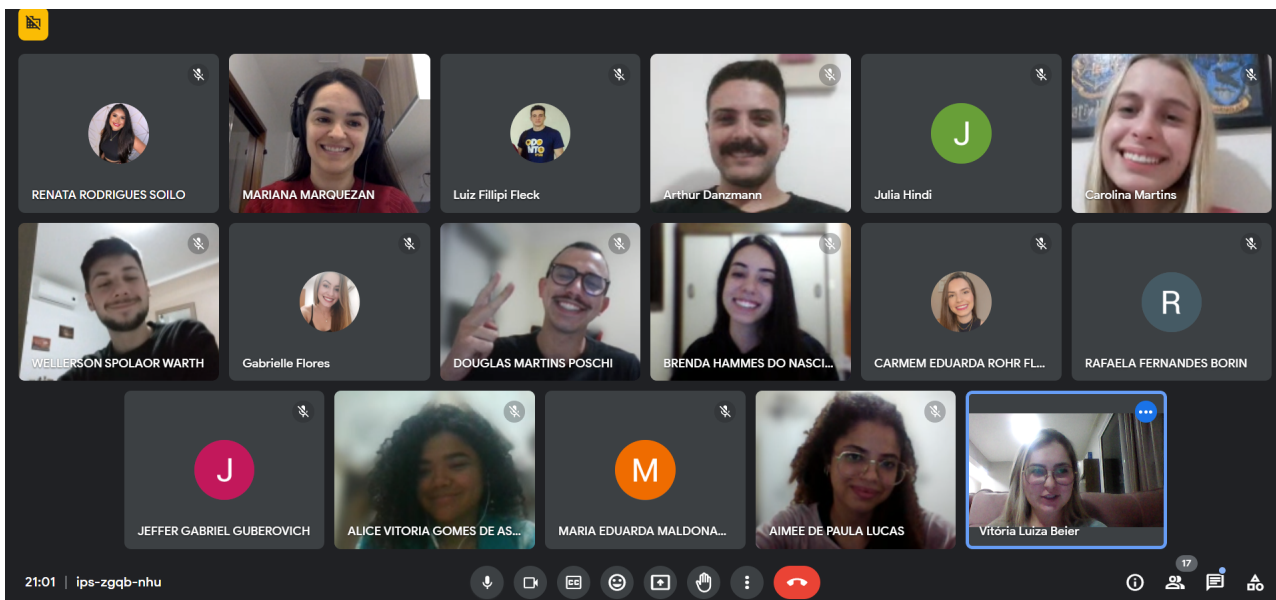 RENATA RODRIGUES SOILO
MARIANA MARQUEZAN
Luiz Fillipi Fleck
Arthur Danzmann
J
Julia Hindi
Carolina Martins
WELLERSON SPOLAOR WARTH
Gabrielle Flores
DOUGLAS MARTINS POSCHI
BRENDA HAMMES DO NASCI...
CARMEM EDUARDA ROHR FL...
R
RAFAELA FERNANDES BORIN
J
JEFFER GABRIEL GUBEROVICH
ALICE VITORIA GOMES DE AS...
M
MARIA EDUARDA MALDONA...
AIMEE DE PAULA LUCAS
Vitória Luiza Beier
21:01 | ips-zgqb-nhu
17